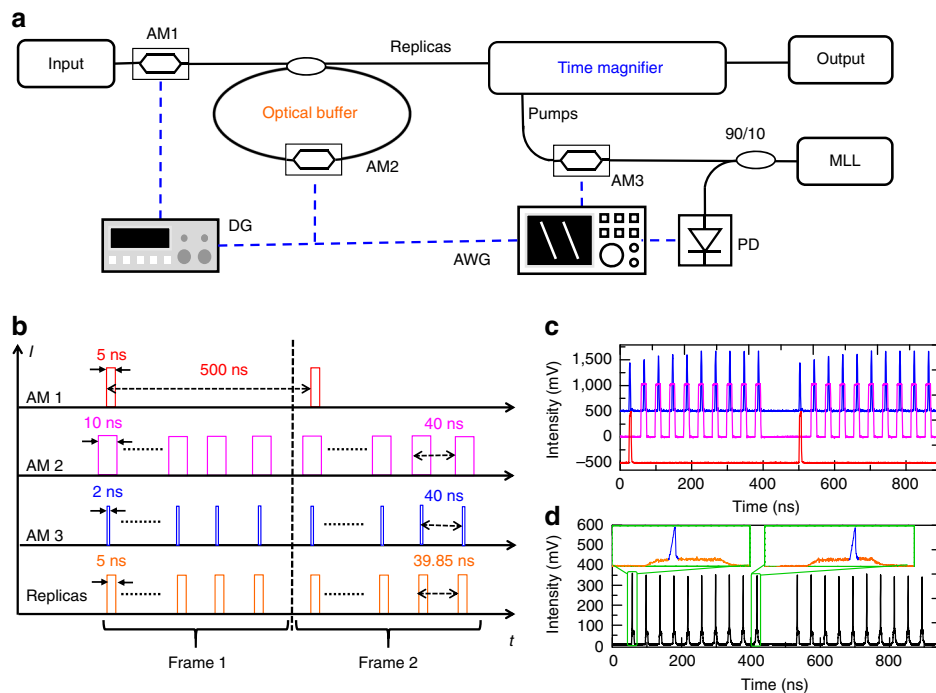 a
AM1
Input
Replicas
Time magnifier
Output
Optical buffer
Pumps
90/10
AM2
AM3
MLL
DG
AWG
PD
b
I
5 ns
500 ns
AM 1
10 ns
40 ns
AM 2
2 ns
40 ns
AM 3
5 ns
39.85 ns
Replicas
t
Frame 1
Frame 2
c
Intensity (mV)
1,500
1,000
500
0
–500
0 200 400 600 800
Time (ns)
d
Intensity (mV)
600
500
400
300
200
100
0
0 200 400 600 800
Time (ns)